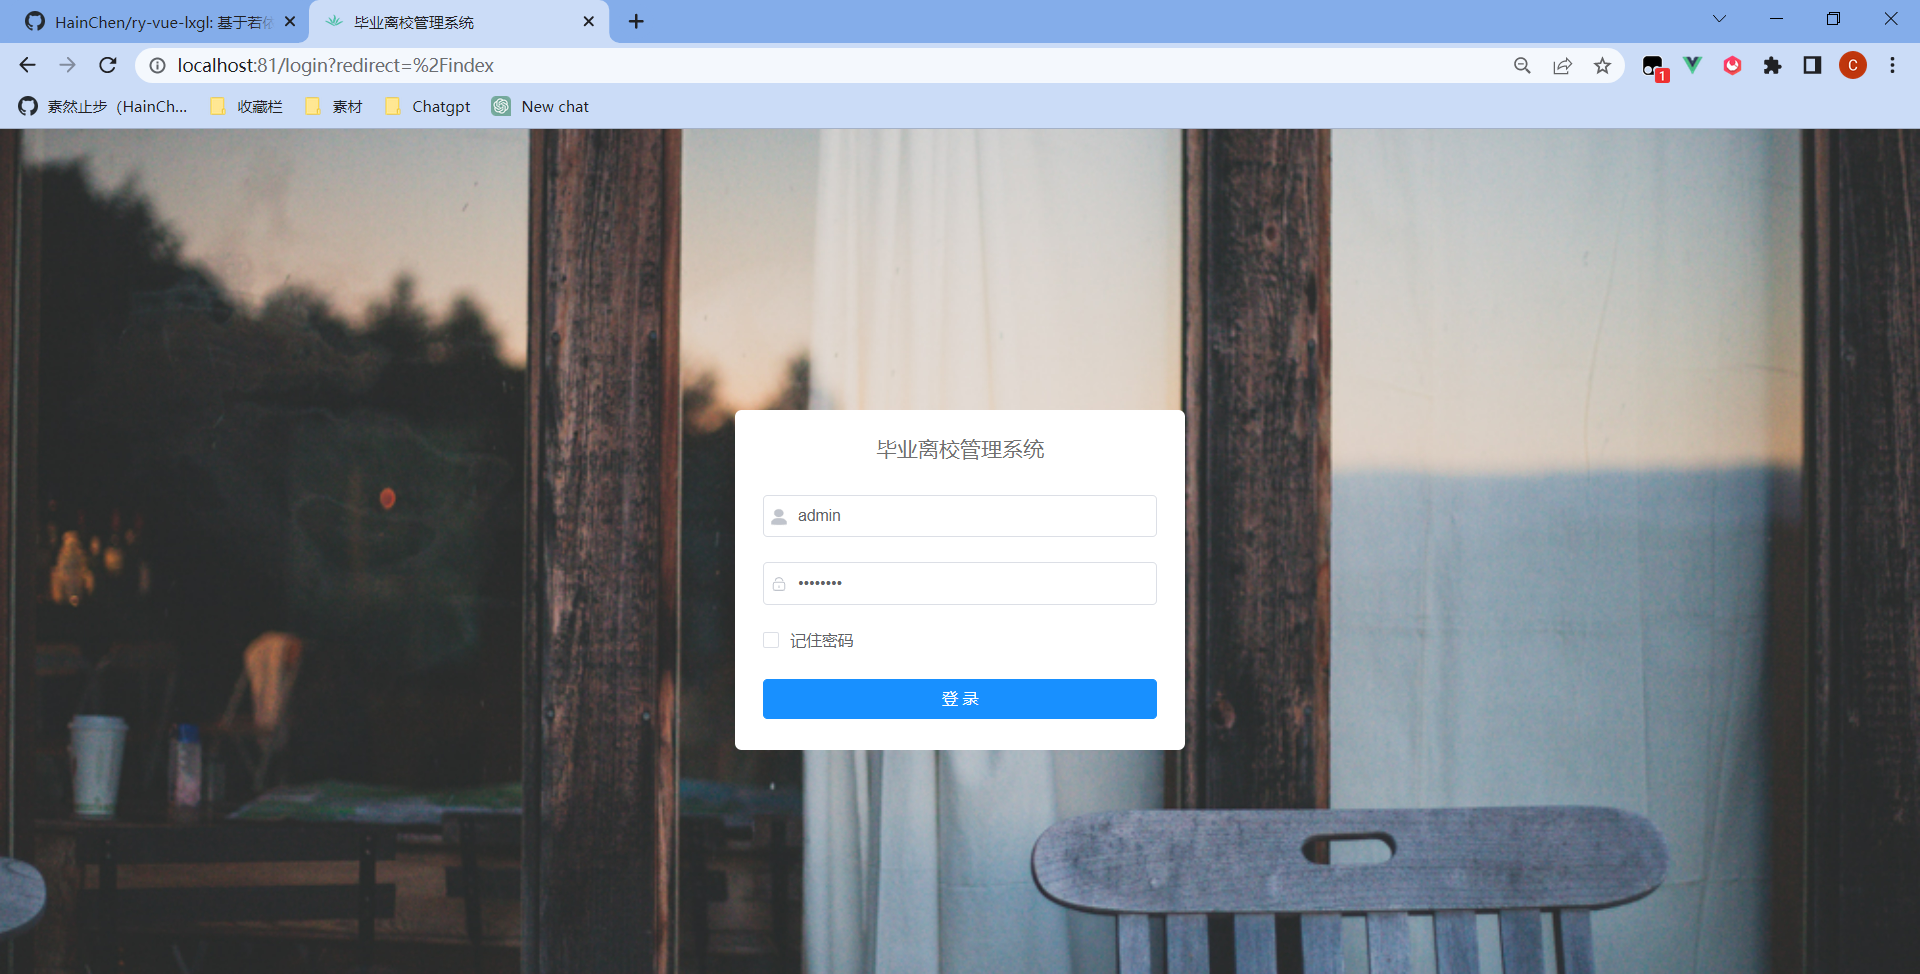 HainChen/ry-vue-lxgl: 基于若依
毕业离校管理系统
localhost:81/login?redirect=%2Findex
1
C
素然止步（HainCh...
收藏栏
素材
Chatgpt
New chat
毕业离校管理系统
admin
••••••••
记住密码
登 录